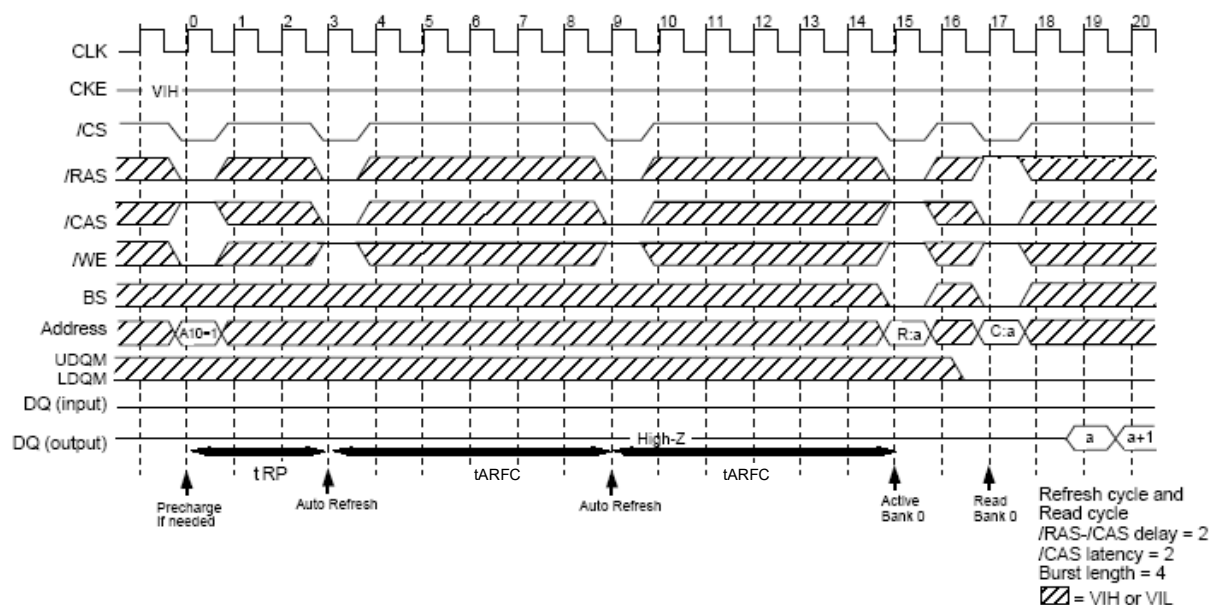 0 1 2 3 4 5 6 7 8 9 10 11 12 13 14 15 16 17 18 19 20
CLK
CKE VIH
/CS
/RAS
/CAS
/WE
BS
Address A10=1 R:a C:a
UDQM
LDQM
DQ (input)
DQ (output) High-Z a a+1
tRP tARFC tARFC
Precharge
If needed
Auto Refresh
Auto Refresh
Active
Bank 0
Read
Bank 0
Refresh cycle and
Read cycle
/RAS-/CAS delay = 2
/CAS latency = 2
Burst length = 4
= VIH or VIL